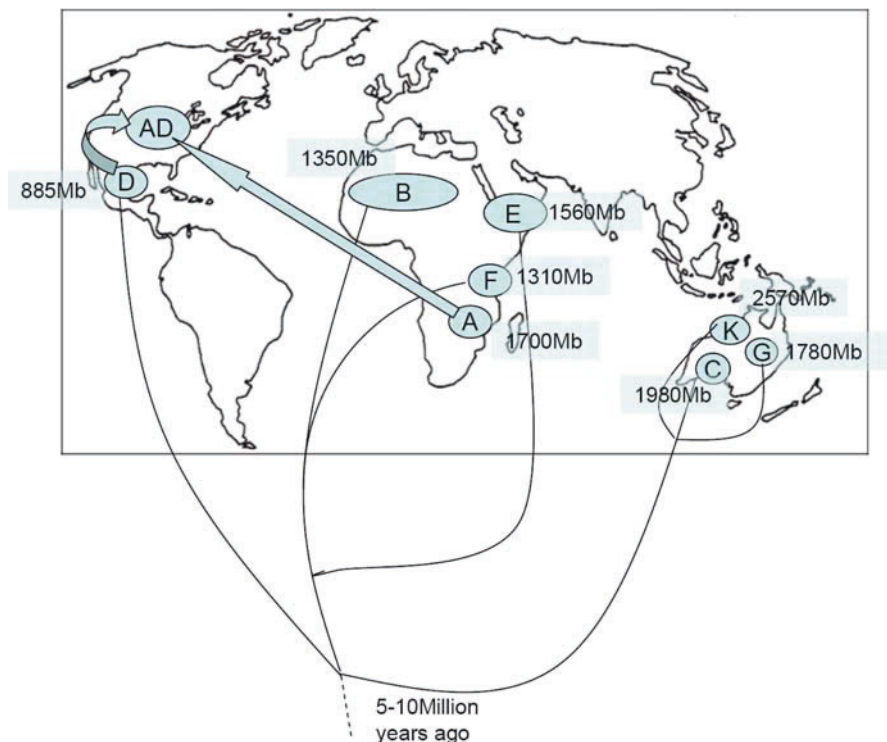 AD
1350Mb
D
885Mb
B
E
1560Mb
F
1310Mb
2570Mb
A
K
1700Mb
G
1780Mb
C
1980Mb
5-10Million
years ago